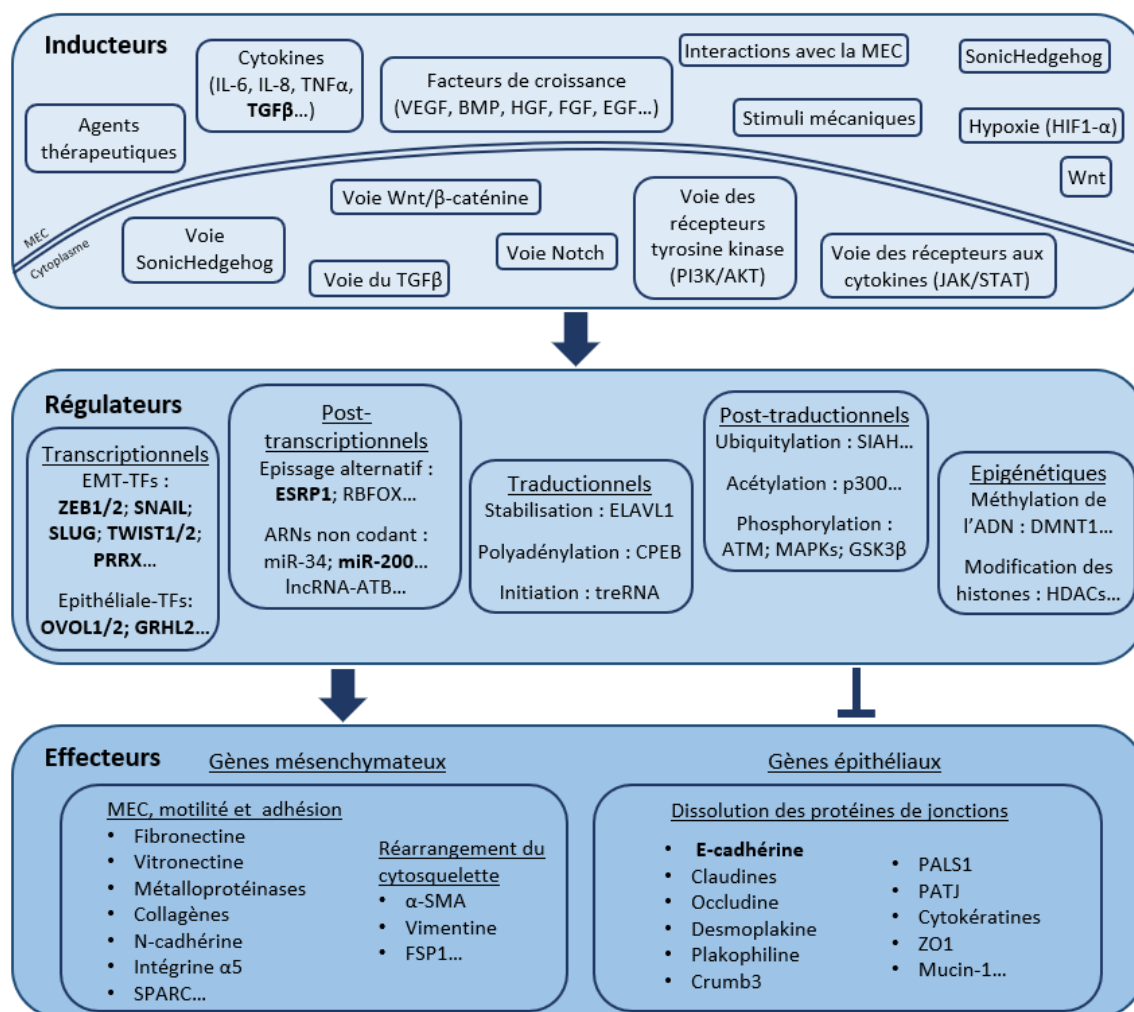 Inducteurs
Cytokines
(IL-6, IL-8, TNFα,
TGFβ...)
Facteurs de croissance
(VEGF, BMP, HGF, FGF, EGF...)
Interactions avec la MEC
SonicHedgehog
Agents
thérapeutiques
Stimuli mécaniques
Hypoxie (HIF1-α)
Wnt
MEC
Cytoplasme
Voie
SonicHedgehog
Voie Wnt/β-caténine
Voie du TGFβ
Voie Notch
Voie des
récepteurs
tyrosine kinase
(PI3K/AKT)
Voie des récepteurs aux
cytokines (JAK/STAT)
Régulateurs
Transcriptionnels
EMT-TFs :
ZEB1/2; SNAIL;
SLUG; TWIST1/2;
PRRX...
Epithéliale-TFs:
OVOL1/2; GRHL2...
Post-
transcriptionnels
Epissage alternatif :
ESRP1; RBFOX...
ARNs non codant :
miR-34; miR-200...
lncRNA-ATB...
Traductionnels
Stabilisation : ELAVL1
Polyadénylation : CPEB
Initiation : treRNA
Post-traductionnels
Ubiquitylation : SIAH...
Acétylation : p300...
Phosphorylation :
ATM; MAPKs; GSK3β
Epigénétiques
Méthylation de
l'ADN : DMNT1...
Modification des
histones : HDACs...
Effecteurs
Gènes mésenchymateux
MEC, motilité et adhésion
• Fibronectine
• Vitronectine
• Métalloprotéinases
• Collagènes
• N-cadhérine
• Intégrine α5
• SPARC...
Réarrangement du
cytosquelette
• α-SMA
• Vimentine
• FSP1...
Gènes épithéliaux
Dissolution des protéines de jonctions
• E-cadhérine
• Claudines
• Occludine
• Desmoplakine
• Plakophiline
• Crumb3
• PALS1
• PATJ
• Cytokératines
• ZO1
• Mucin-1...